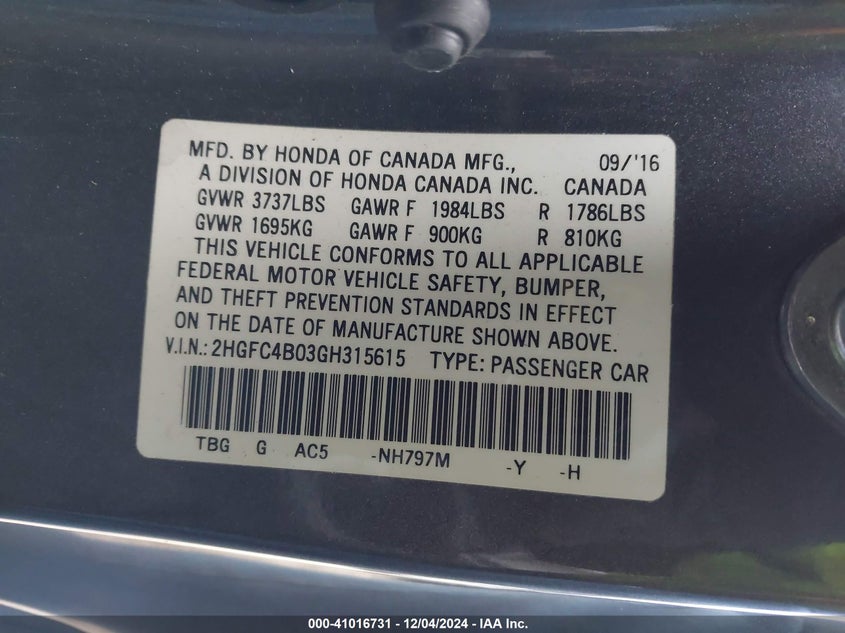 MFD. BY HONDA OF CANADA MFG., 09/'16
A DIVISION OF HONDA CANADA INC. CANADA
GVWR 3737LBS GAWR F 1984LBS R 1786LBS
GVWR 1695KG GAWR F 900KG R 810KG
THIS VEHICLE CONFORMS TO ALL APPLICABLE
FEDERAL MOTOR VEHICLE SAFETY, BUMPER,
AND THEFT PREVENTION STANDARDS IN EFFECT
ON THE DATE OF MANUFACTURE SHOWN ABOVE.
V.I.N.: 2HGFC4B03GH315615 TYPE: PASSENGER CAR
TBG G AC5 -NH797M -Y -H
000-41016731 - 12/04/2024 - IAA Inc.